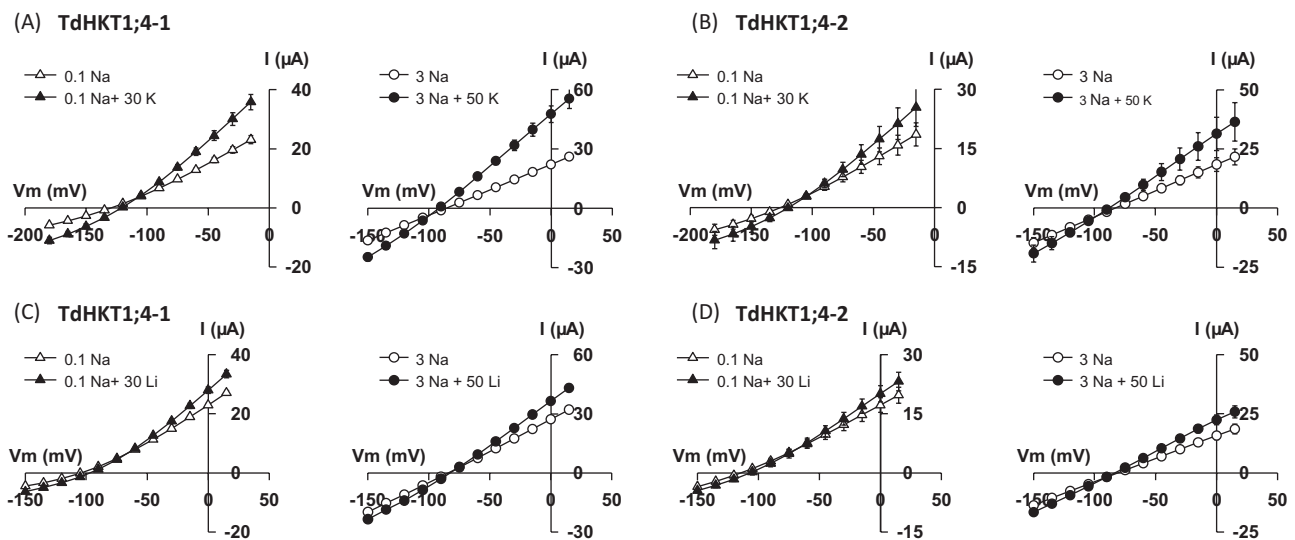 (A) TdHKT1;4-1
I (µA)
0.1 Na
0.1 Na+ 30 K
40
20
0
-20
Vm (mV)
-200 -150 -100 -50 0
I (µA)
3 Na
3 Na + 50 K
60
30
0
-30
Vm (mV)
-150 -100 -50 0 50
(B) TdHKT1;4-2
I (µA)
0.1 Na
0.1 Na+ 30 K
30
15
0
-15
Vm (mV)
-200 -150 -100 -50 0
I (µA)
3 Na
3 Na + 50 K
50
25
0
-25
Vm (mV)
-150 -100 -50 0 50
(C) TdHKT1;4-1
I (µA)
0.1 Na
0.1 Na+ 30 Li
40
20
0
-20
Vm (mV)
-150 -100 -50 0 50
I (µA)
3 Na
3 Na + 50 Li
60
30
0
-30
Vm (mV)
-150 -100 -50 0 50
(D) TdHKT1;4-2
I (µA)
0.1 Na
0.1 Na+ 30 Li
30
15
0
-15
Vm (mV)
-150 -100 -50 0 50
I (µA)
3 Na
3 Na + 50 Li
50
25
0
-25
Vm (mV)
-150 -100 -50 0 50